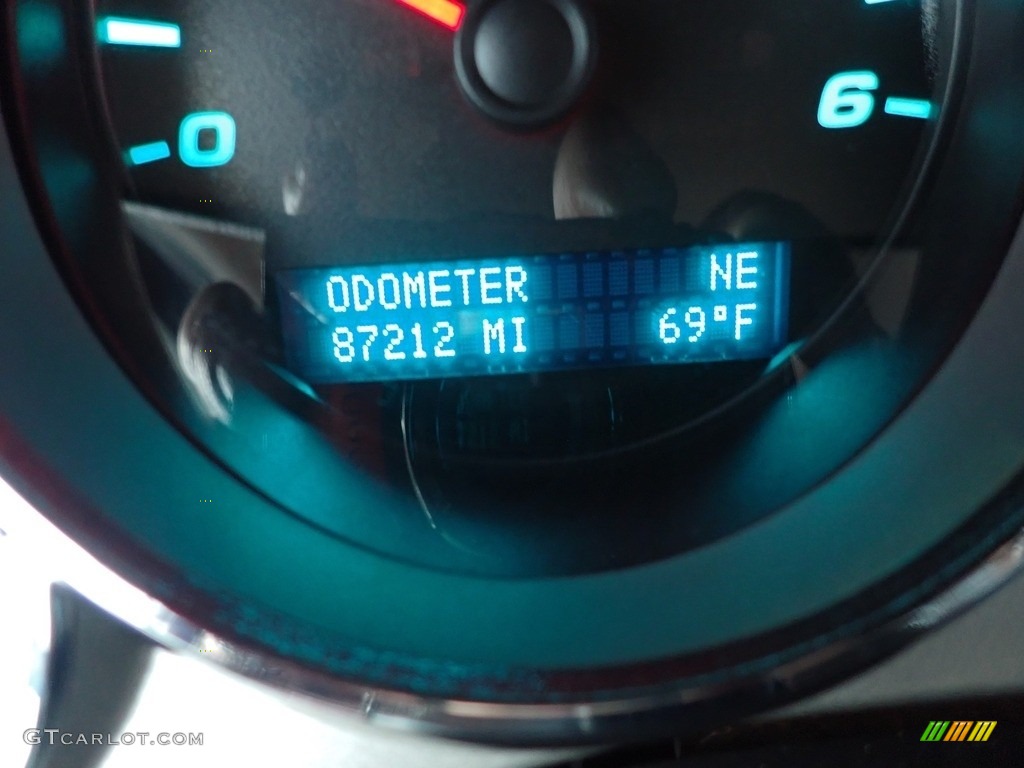 0
6
ODOMETER NE
87212 MI 69°F
GTCARLOT.COM